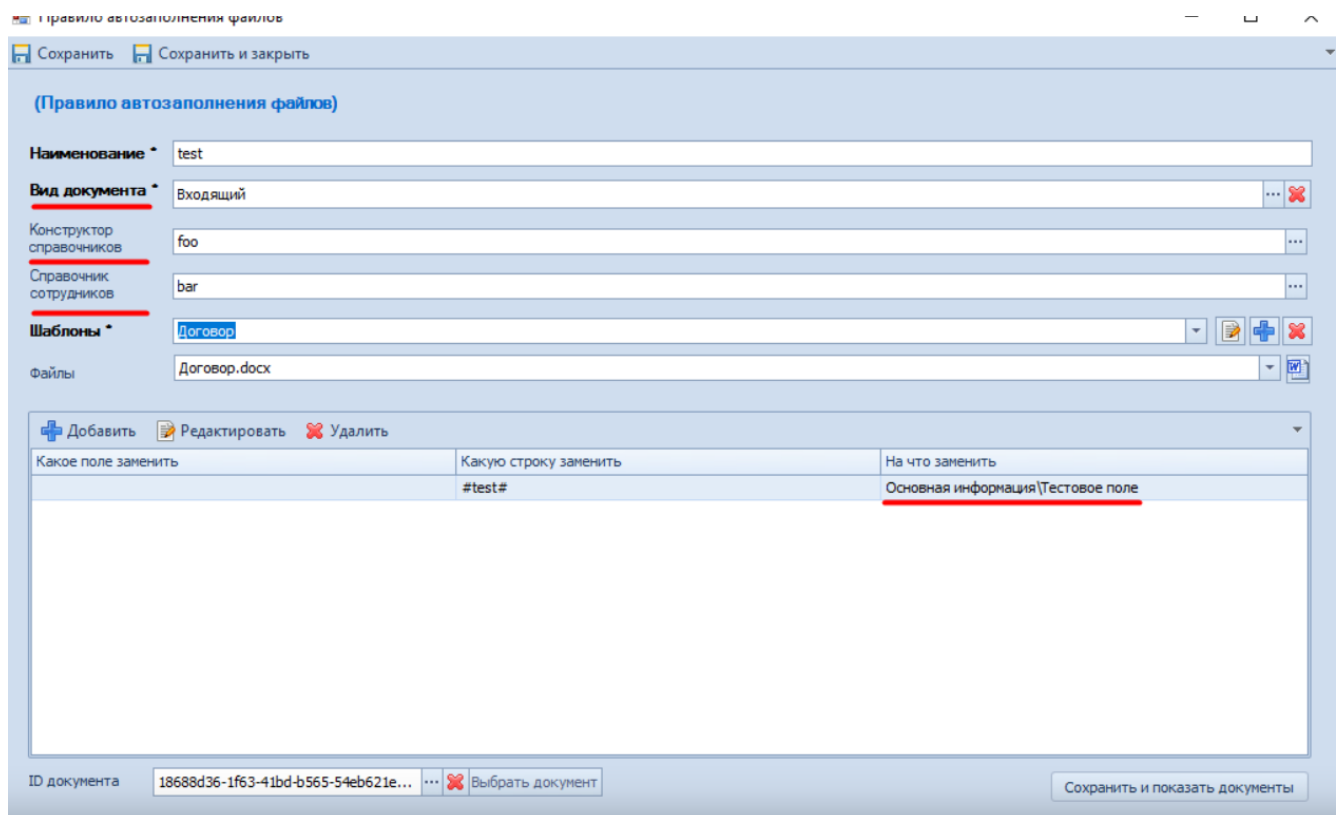 Правило автозаполнения файлов
Сохранить Сохранить и закрыть
(Правило автозаполнения файлов)
Наименование * test
Вид документа * Входящий ...
Конструктор
справочников foo ...
Справочник
сотрудников bar ...
Шаблоны * Договор
Файлы Договор.docx
Добавить Редактировать Удалить
Какое поле заменить Какую строку заменить На что заменить
#test# Основная информация\Тестовое поле
ID документа 18688d36-1f63-41bd-b565-54eb621e... ... Выбрать документ Сохранить и показать документы